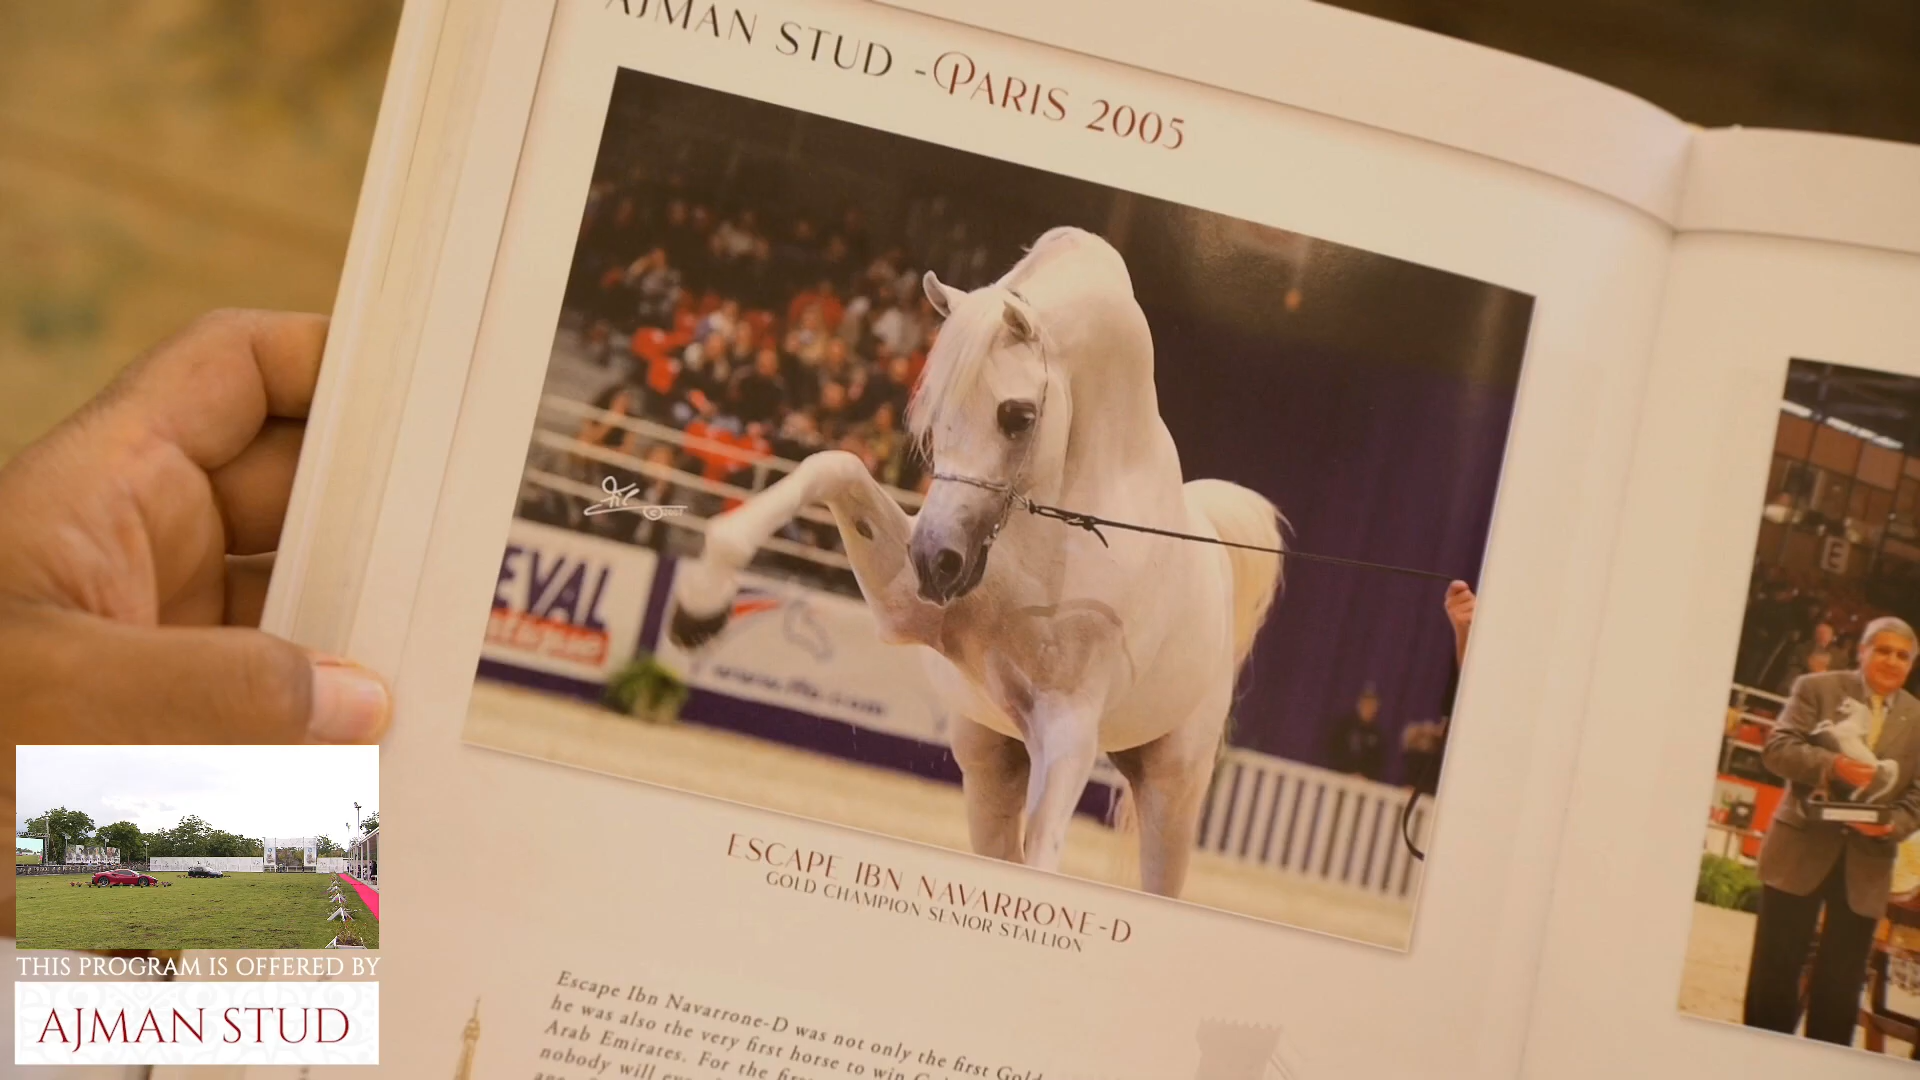 AJMAN STUD - PARIS 2005
EVAL
©2005
ESCAPE IBN NAVARRONE-D
GOLD CHAMPION SENIOR STALLION
Escape Ibn Navarrone-D was not only the first Gold
he was also the very first horse to win
Arab Emirates. For the
nobody will
THIS PROGRAM IS OFFERED BY
AJMAN STUD